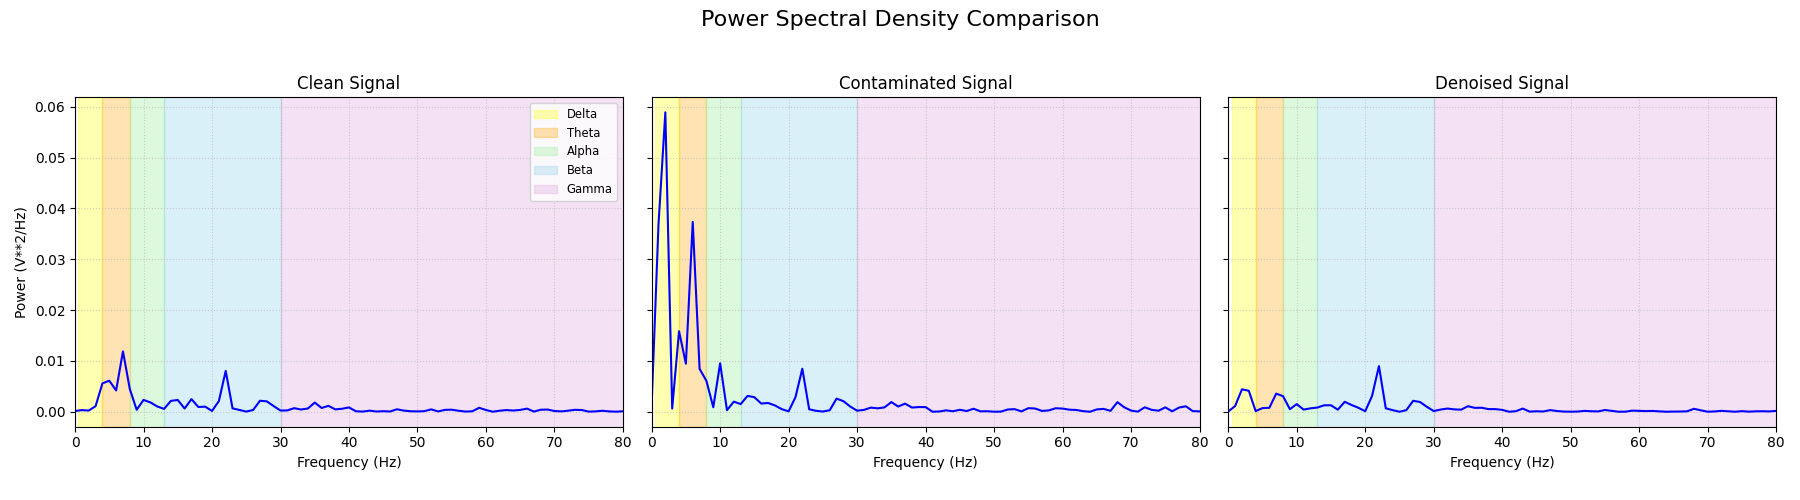 Power Spectral Density Comparison
Clean Signal
Contaminated Signal
Denoised Signal
Power (V**2/Hz)
0.06
0.05
0.04
0.03
0.02
0.01
0.00
Delta
Theta
Alpha
Beta
Gamma
0 10 20 30 40 50 60 70 80
0 10 20 30 40 50 60 70 80
0 10 20 30 40 50 60 70 80
Frequency (Hz)
Frequency (Hz)
Frequency (Hz)